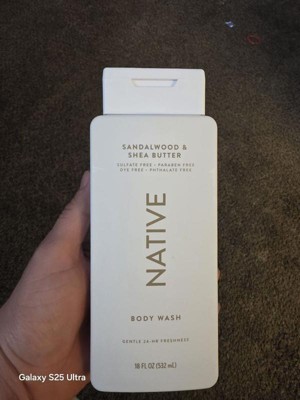 SANDALWOOD &
SHEA BUTTER
SULFATE FREE • PARABEN FREE
DYE FREE • PHTHALATE FREE
NATIVE
BODY WASH
GENTLE 24-HR FRESHNESS
18 FL OZ (532 mL)
Galaxy S25 Ultra